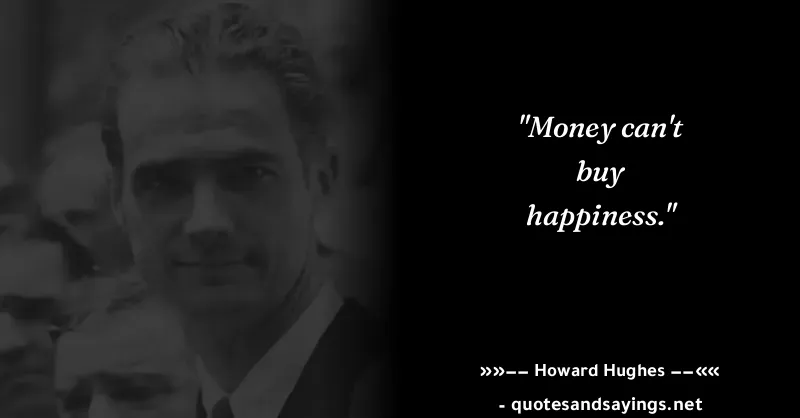 "Money can't
buy
happiness."
»»–– Howard Hughes ––««
- quotesandsayings.net